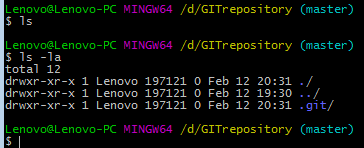 Lenovo@Lenovo-PC MINGW64 /d/GITrepository (master)
$ ls
Lenovo@Lenovo-PC MINGW64 /d/GITrepository (master)
$ ls -la
total 12
drwxr-xr-x 1 Lenovo 197121 0 Feb 12 20:31 ./
drwxr-xr-x 1 Lenovo 197121 0 Feb 12 19:30 ../
drwxr-xr-x 1 Lenovo 197121 0 Feb 12 20:31 .git/
Lenovo@Lenovo-PC MINGW64 /d/GITrepository (master)
$